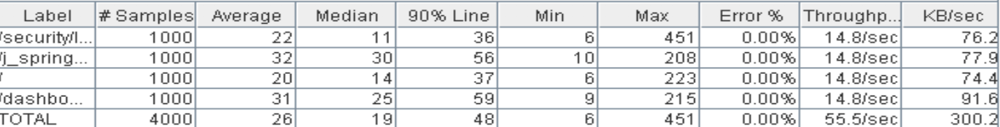 Label # Samples Average Median 90% Line Min Max Error % Throughp... KB/sec
/security/l... 1000 22 11 36 6 451 0.00% 14.8/sec 76.2
/j_spring... 1000 32 30 56 10 208 0.00% 14.8/sec 77.9
/ 1000 20 14 37 6 223 0.00% 14.8/sec 74.4
/dashbo... 1000 31 25 59 9 215 0.00% 14.8/sec 91.6
TOTAL 4000 26 19 48 6 451 0.00% 55.5/sec 300.2